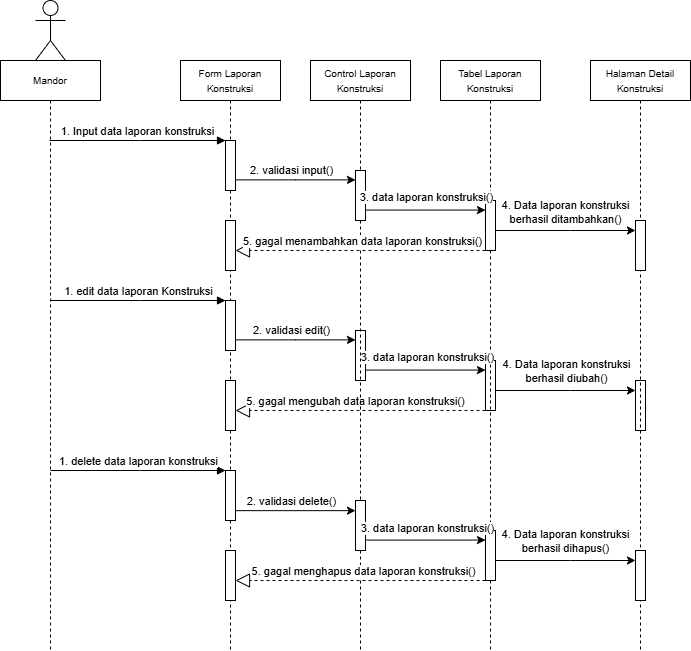 Mandor
Form Laporan
Konstruksi
Control Laporan
Konstruksi
Tabel Laporan
Konstruksi
Halaman Detail
Konstruksi
1. Input data laporan konstruksi
2. validasi input()
3. data laporan konstruksi()
4. Data laporan konstruksi
berhasil ditambahkan()
5. gagal menambahkan data laporan konstruksi()
1. edit data laporan Konstruksi
2. validasi edit()
3. data laporan konstruksi()
4. Data laporan konstruksi
berhasil diubah()
5. gagal mengubah data laporan konstruksi()
1. delete data laporan konstruksi
2. validasi delete()
3. data laporan konstruksi()
4. Data laporan konstruksi
berhasil dihapus()
5. gagal menghapus data laporan konstruksi()